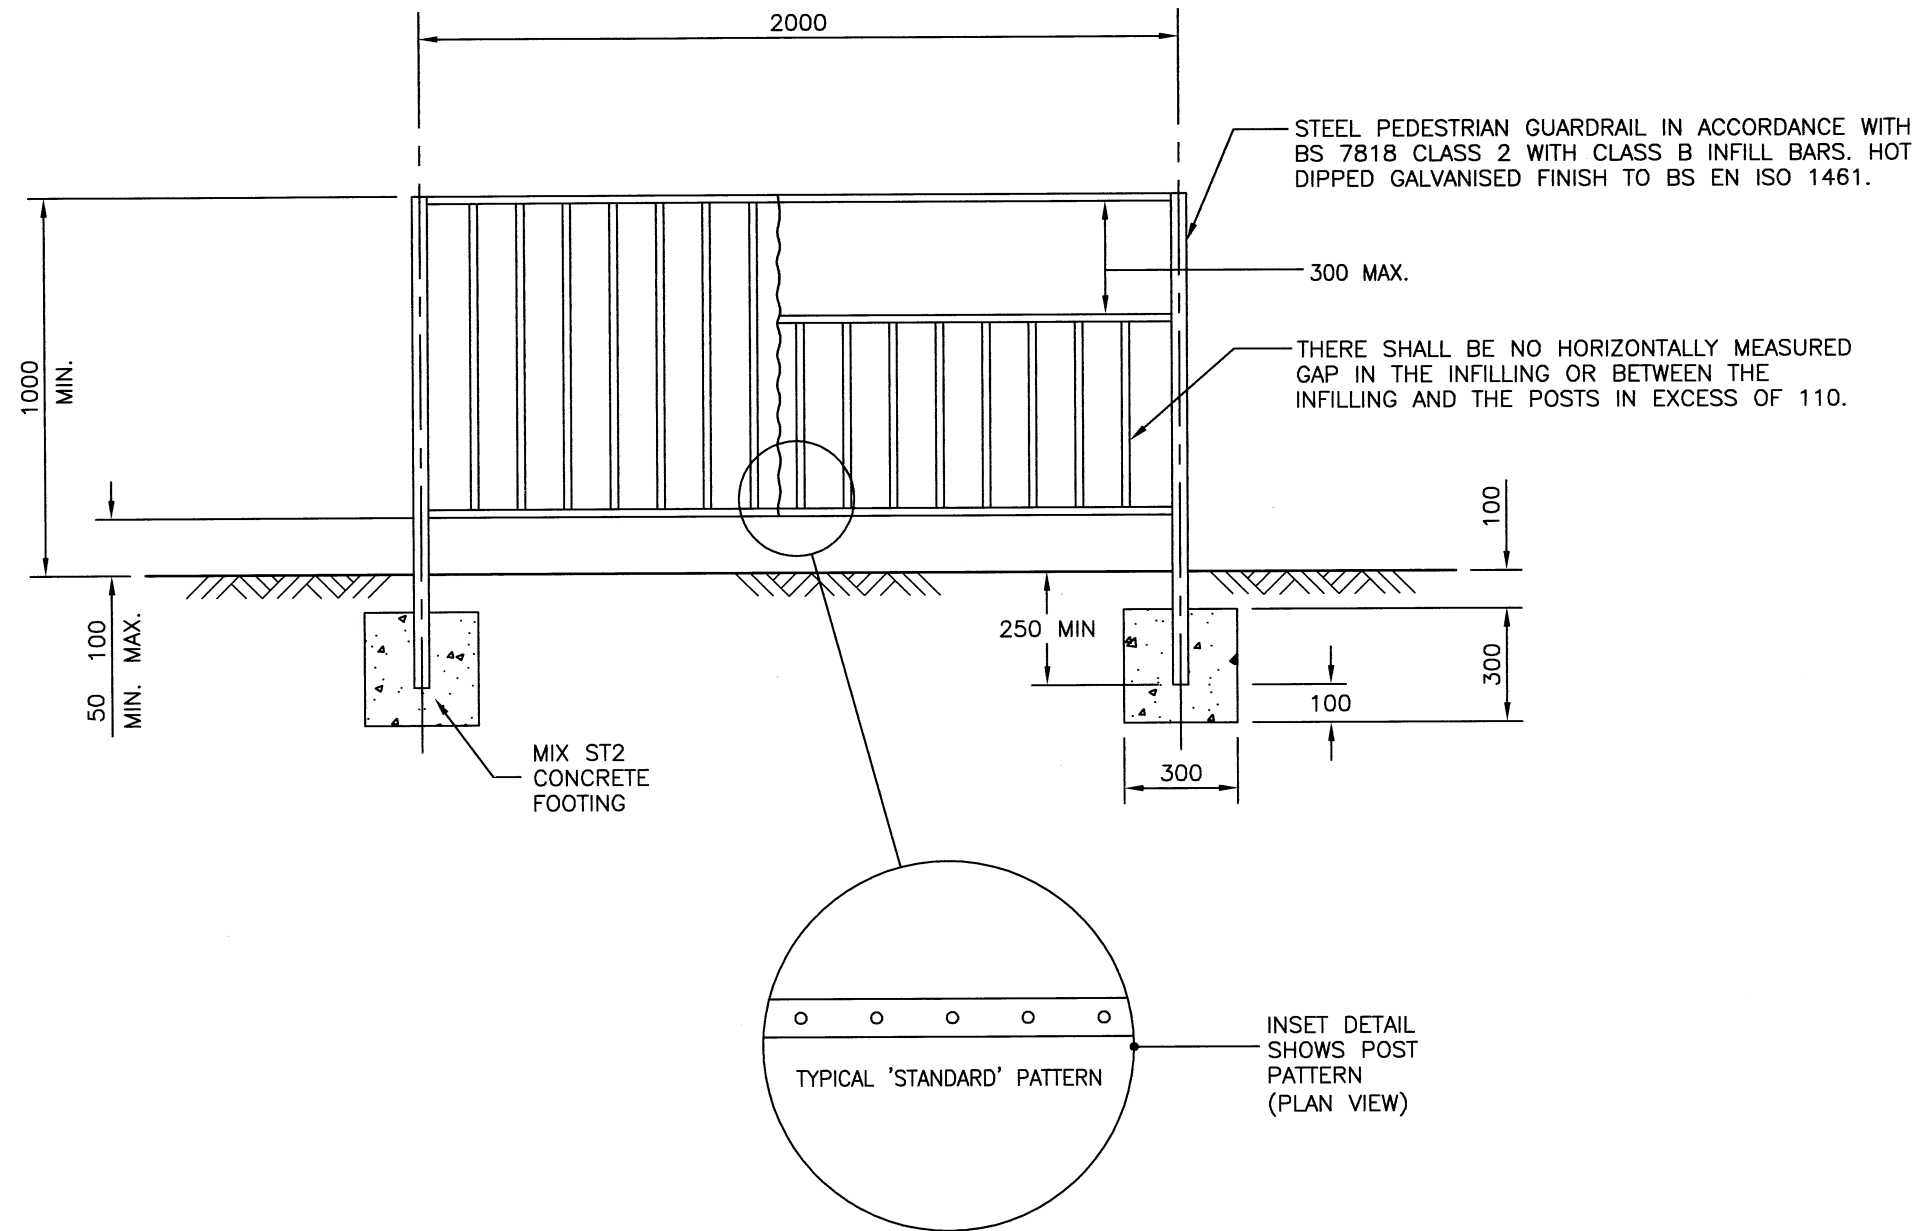 2000
STEEL PEDESTRIAN GUARDRAIL IN ACCORDANCE WITH
BS 7818 CLASS 2 WITH CLASS B INFILL BARS. HOT
DIPPED GALVANISED FINISH TO BS EN ISO 1461.
300 MAX.
THERE SHALL BE NO HORIZONTALLY MEASURED
GAP IN THE INFILLING OR BETWEEN THE
INFILLING AND THE POSTS IN EXCESS OF 110.
1000
MIN.
100
50 100
MIN. MAX.
250 MIN
300
100
300
MIX ST2
CONCRETE
FOOTING
TYPICAL 'STANDARD' PATTERN
INSET DETAIL
SHOWS POST
PATTERN
(PLAN VIEW)